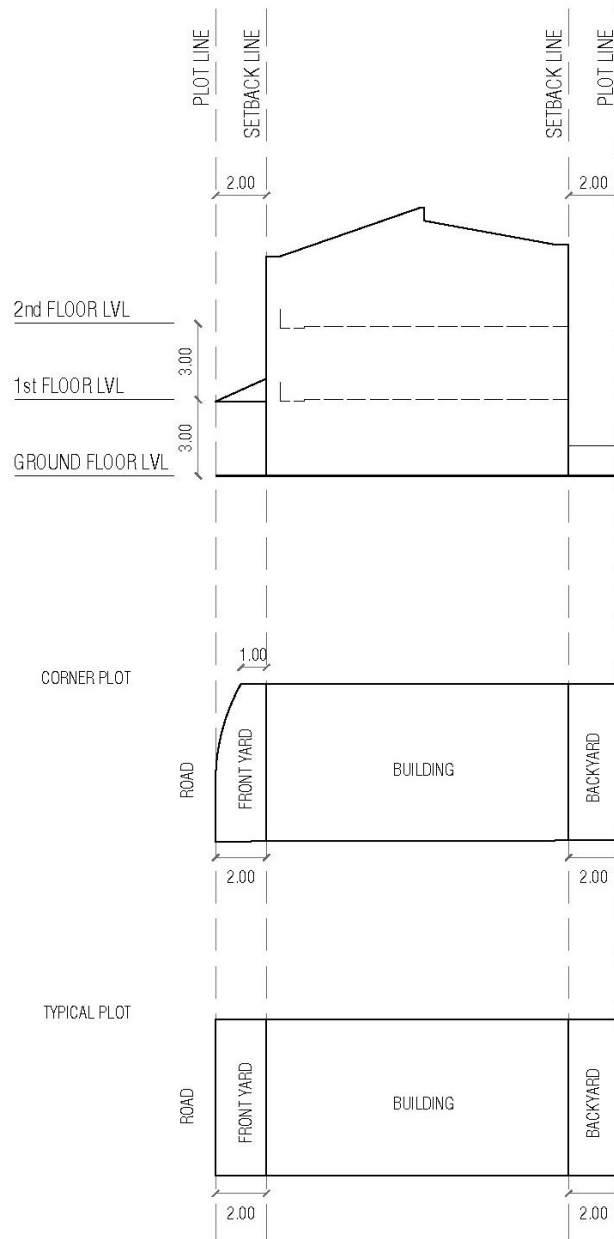 PLOT LINE
SETBACK LINE
SETBACK LINE
PLOT LINE
2.00
2.00
2nd FLOOR LVL
3.00
1st FLOOR LVL
3.00
GROUND FLOOR LVL
1.00
CORNER PLOT
ROAD
FRONT YARD
BUILDING
BACKYARD
2.00
2.00
TYPICAL PLOT
ROAD
FRONT YARD
BUILDING
BACKYARD
2.00
2.00